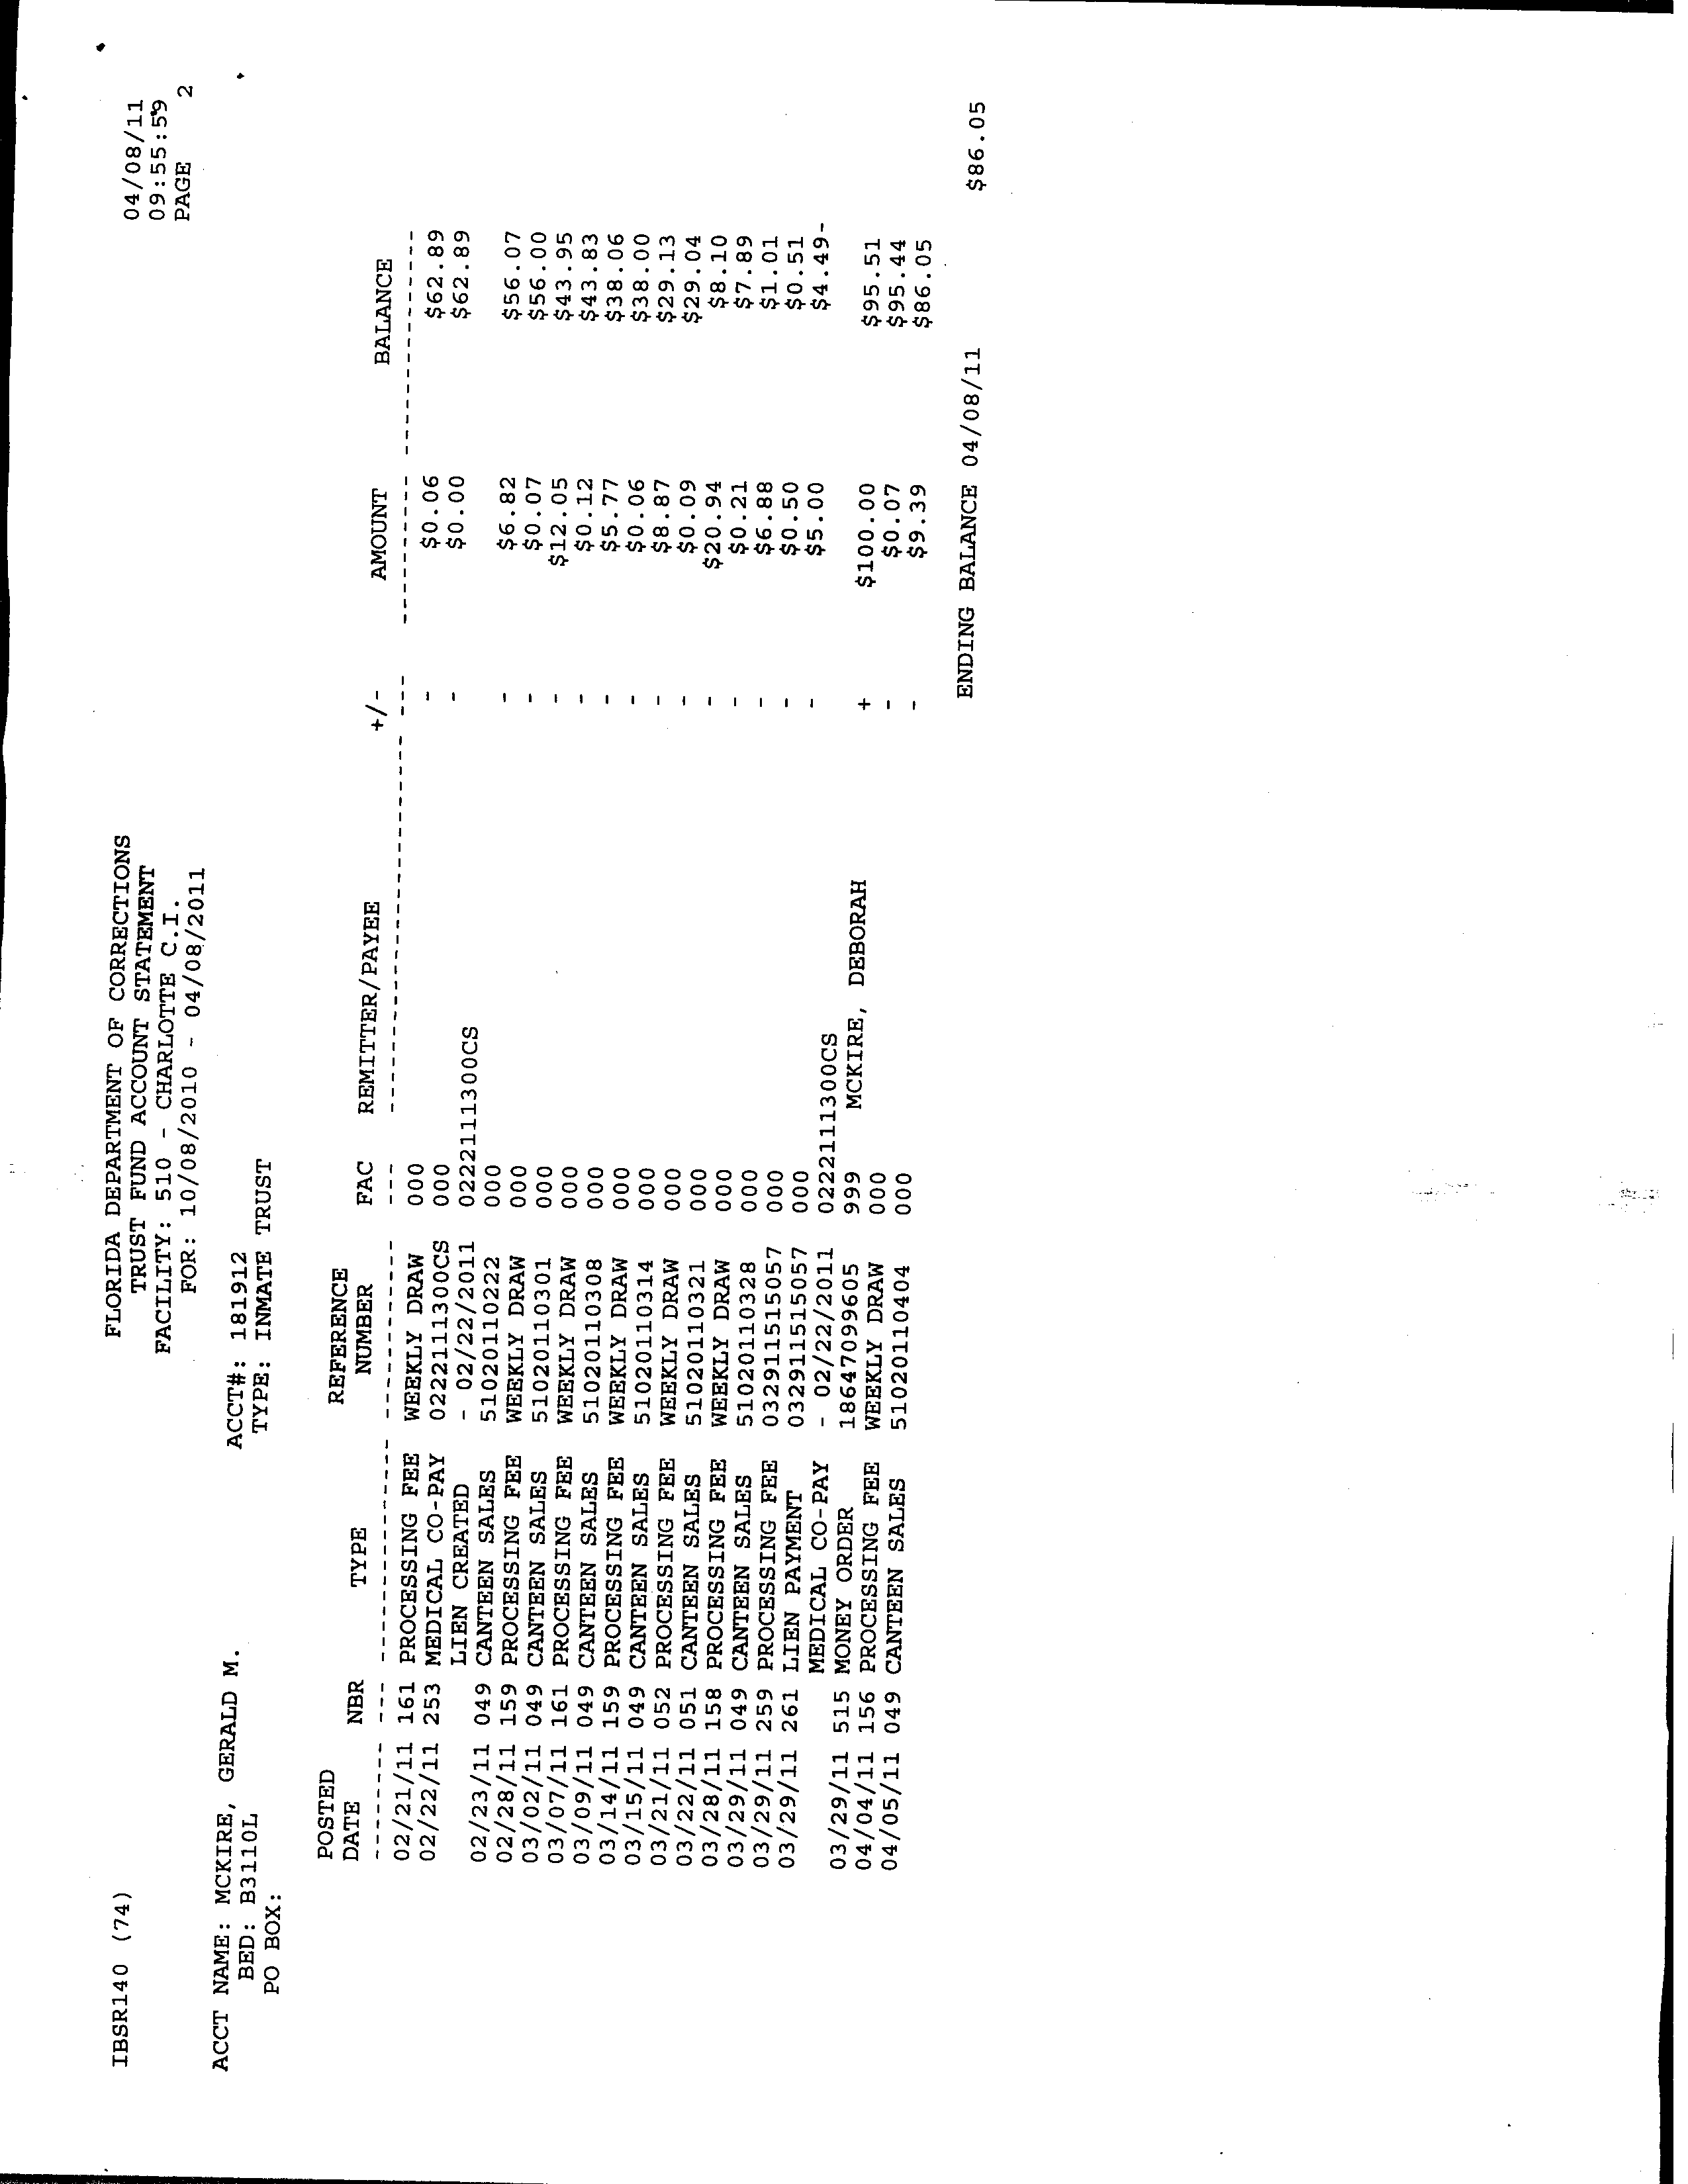 IBSR140 (74) FLORIDA DEPARTMENT OF CORRECTIONS 04/08/11
TRUST FUND ACCOUNT STATEMENT 09:55:59
FACILITY: 510 - CHARLOTTE C.I. PAGE 2
FOR: 10/08/2010 - 04/08/2011
ACCT NAME: MCKIRE, GERALD M. ACCT#: 181912
BED: B3110L TYPE: INMATE TRUST
PO BOX:
POSTED REFERENCE
DATE NBR TYPE NUMBER FAC REMITTER/PAYEE +/- AMOUNT BALANCE
02/21/11 161 PROCESSING FEE WEEKLY DRAW 000 - $0.06 $62.89
02/22/11 253 MEDICAL CO-PAY 0222111300CS 000 - $0.00 $62.89
LIEN CREATED - 02/22/2011 0222111300CS
02/23/11 049 CANTEEN SALES 51020110222 000 - $6.82 $56.07
02/28/11 159 PROCESSING FEE WEEKLY DRAW 000 - $0.07 $56.00
03/02/11 049 CANTEEN SALES 51020110301 000 - $12.05 $43.95
03/07/11 161 PROCESSING FEE WEEKLY DRAW 000 - $0.12 $43.83
03/09/11 049 CANTEEN SALES 51020110308 000 - $5.77 $38.06
03/14/11 159 PROCESSING FEE WEEKLY DRAW 000 - $0.06 $38.00
03/15/11 049 CANTEEN SALES 51020110314 000 - $8.87 $29.13
03/21/11 052 PROCESSING FEE WEEKLY DRAW 000 - $0.09 $29.04
03/22/11 051 CANTEEN SALES 51020110321 000 - $20.94 $8.10
03/28/11 158 PROCESSING FEE WEEKLY DRAW 000 - $0.21 $7.89
03/29/11 049 CANTEEN SALES 51020110328 000 - $6.88 $1.01
03/29/11 259 PROCESSING FEE 032911515057 000 - $0.50 $0.51
03/29/11 261 LIEN PAYMENT 032911515057 000 - $5.00 $4.49-
MEDICAL CO-PAY - 02/22/2011 0222111300CS
03/29/11 515 MONEY ORDER 18647099605 999 MCKIRE, DEBORAH + $100.00 $95.51
04/04/11 156 PROCESSING FEE WEEKLY DRAW 000 - $0.07 $95.44
04/05/11 049 CANTEEN SALES 51020110404 000 - $9.39 $86.05
ENDING BALANCE 04/08/11 $86.05